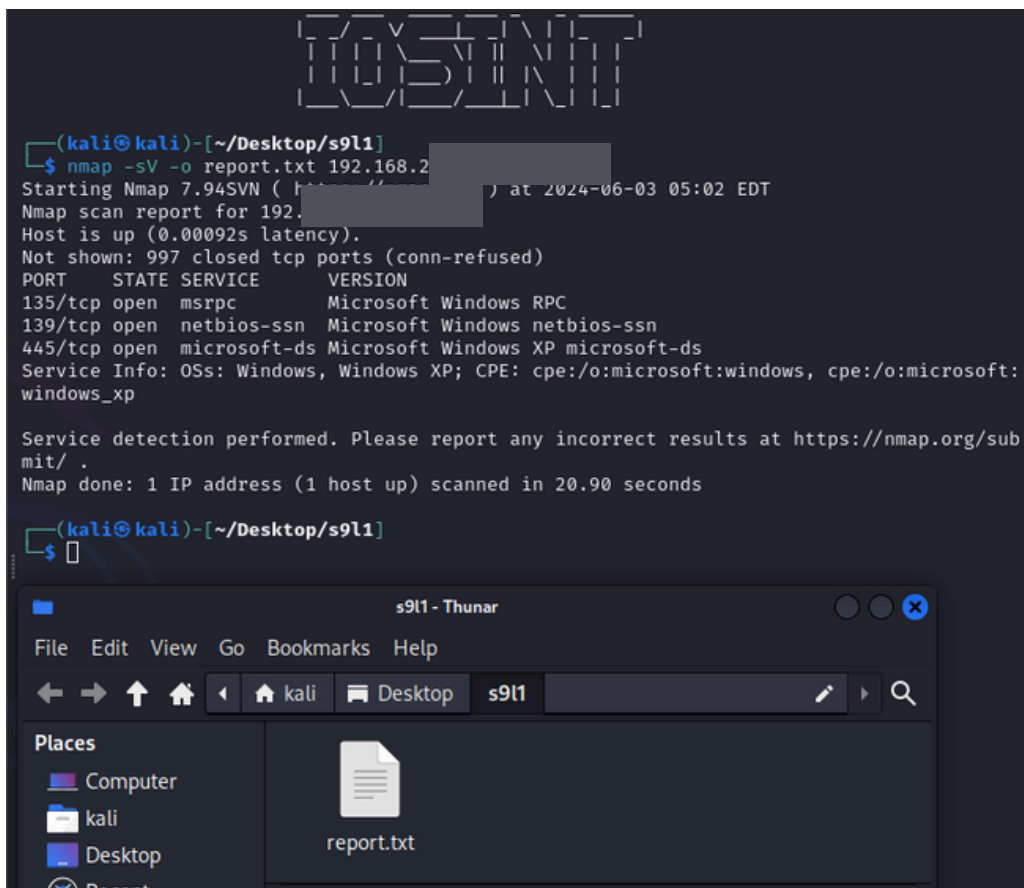 IOSINT
(kali㉿kali)-[~/Desktop/s9l1]
$ nmap -sV -o report.txt 192.168.2
Starting Nmap 7.94SVN ( ) at 2024-06-03 05:02 EDT
Nmap scan report for 192.
Host is up (0.00092s latency).
Not shown: 997 closed tcp ports (conn-refused)
PORT STATE SERVICE VERSION
135/tcp open msrpc Microsoft Windows RPC
139/tcp open netbios-ssn Microsoft Windows netbios-ssn
445/tcp open microsoft-ds Microsoft Windows XP microsoft-ds
Service Info: OSs: Windows, Windows XP; CPE: cpe:/o:microsoft:windows, cpe:/o:microsoft:
windows_xp
Service detection performed. Please report any incorrect results at https://nmap.org/sub
mit/ .
Nmap done: 1 IP address (1 host up) scanned in 20.90 seconds
(kali㉿kali)-[~/Desktop/s9l1]
$
s9l1 - Thunar
File Edit View Go Bookmarks Help
kali Desktop s9l1
Places
Computer
kali
Desktop
report.txt